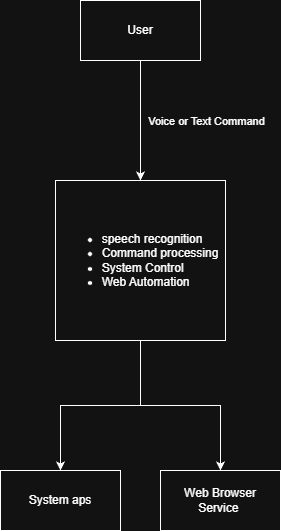 User
Voice or Text Command
• speech recognition
• Command processing
• System Control
• Web Automation
System aps
Web Browser
Service